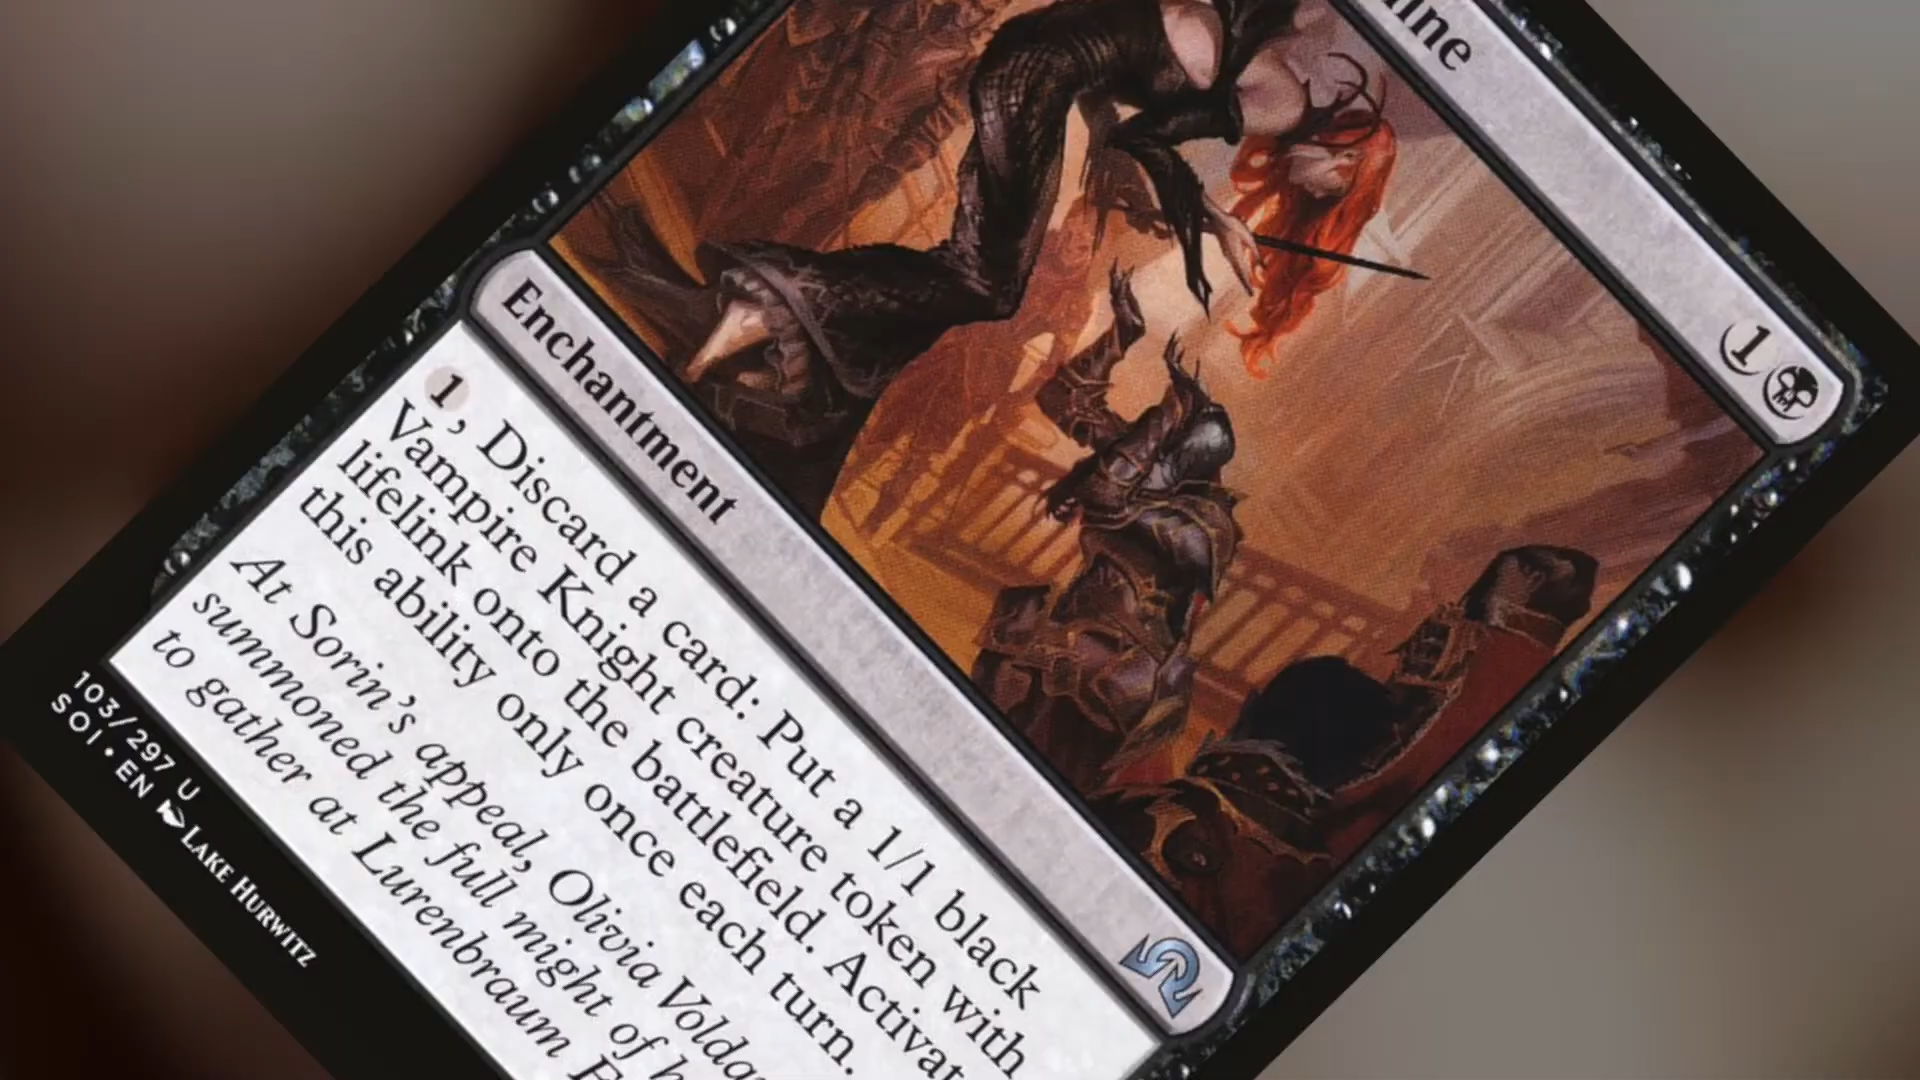 1
Enchantment
1, Discard a card: Put a 1/1 black
Vampire Knight creature token with
lifelink onto the battlefield. Activat
this ability only once each turn.
At Sorin's appeal, Olivia Volda
summoned the full might of h
to gather at Lurenbraum F
103/297 U
SOI • EN LAKE HURWITZ